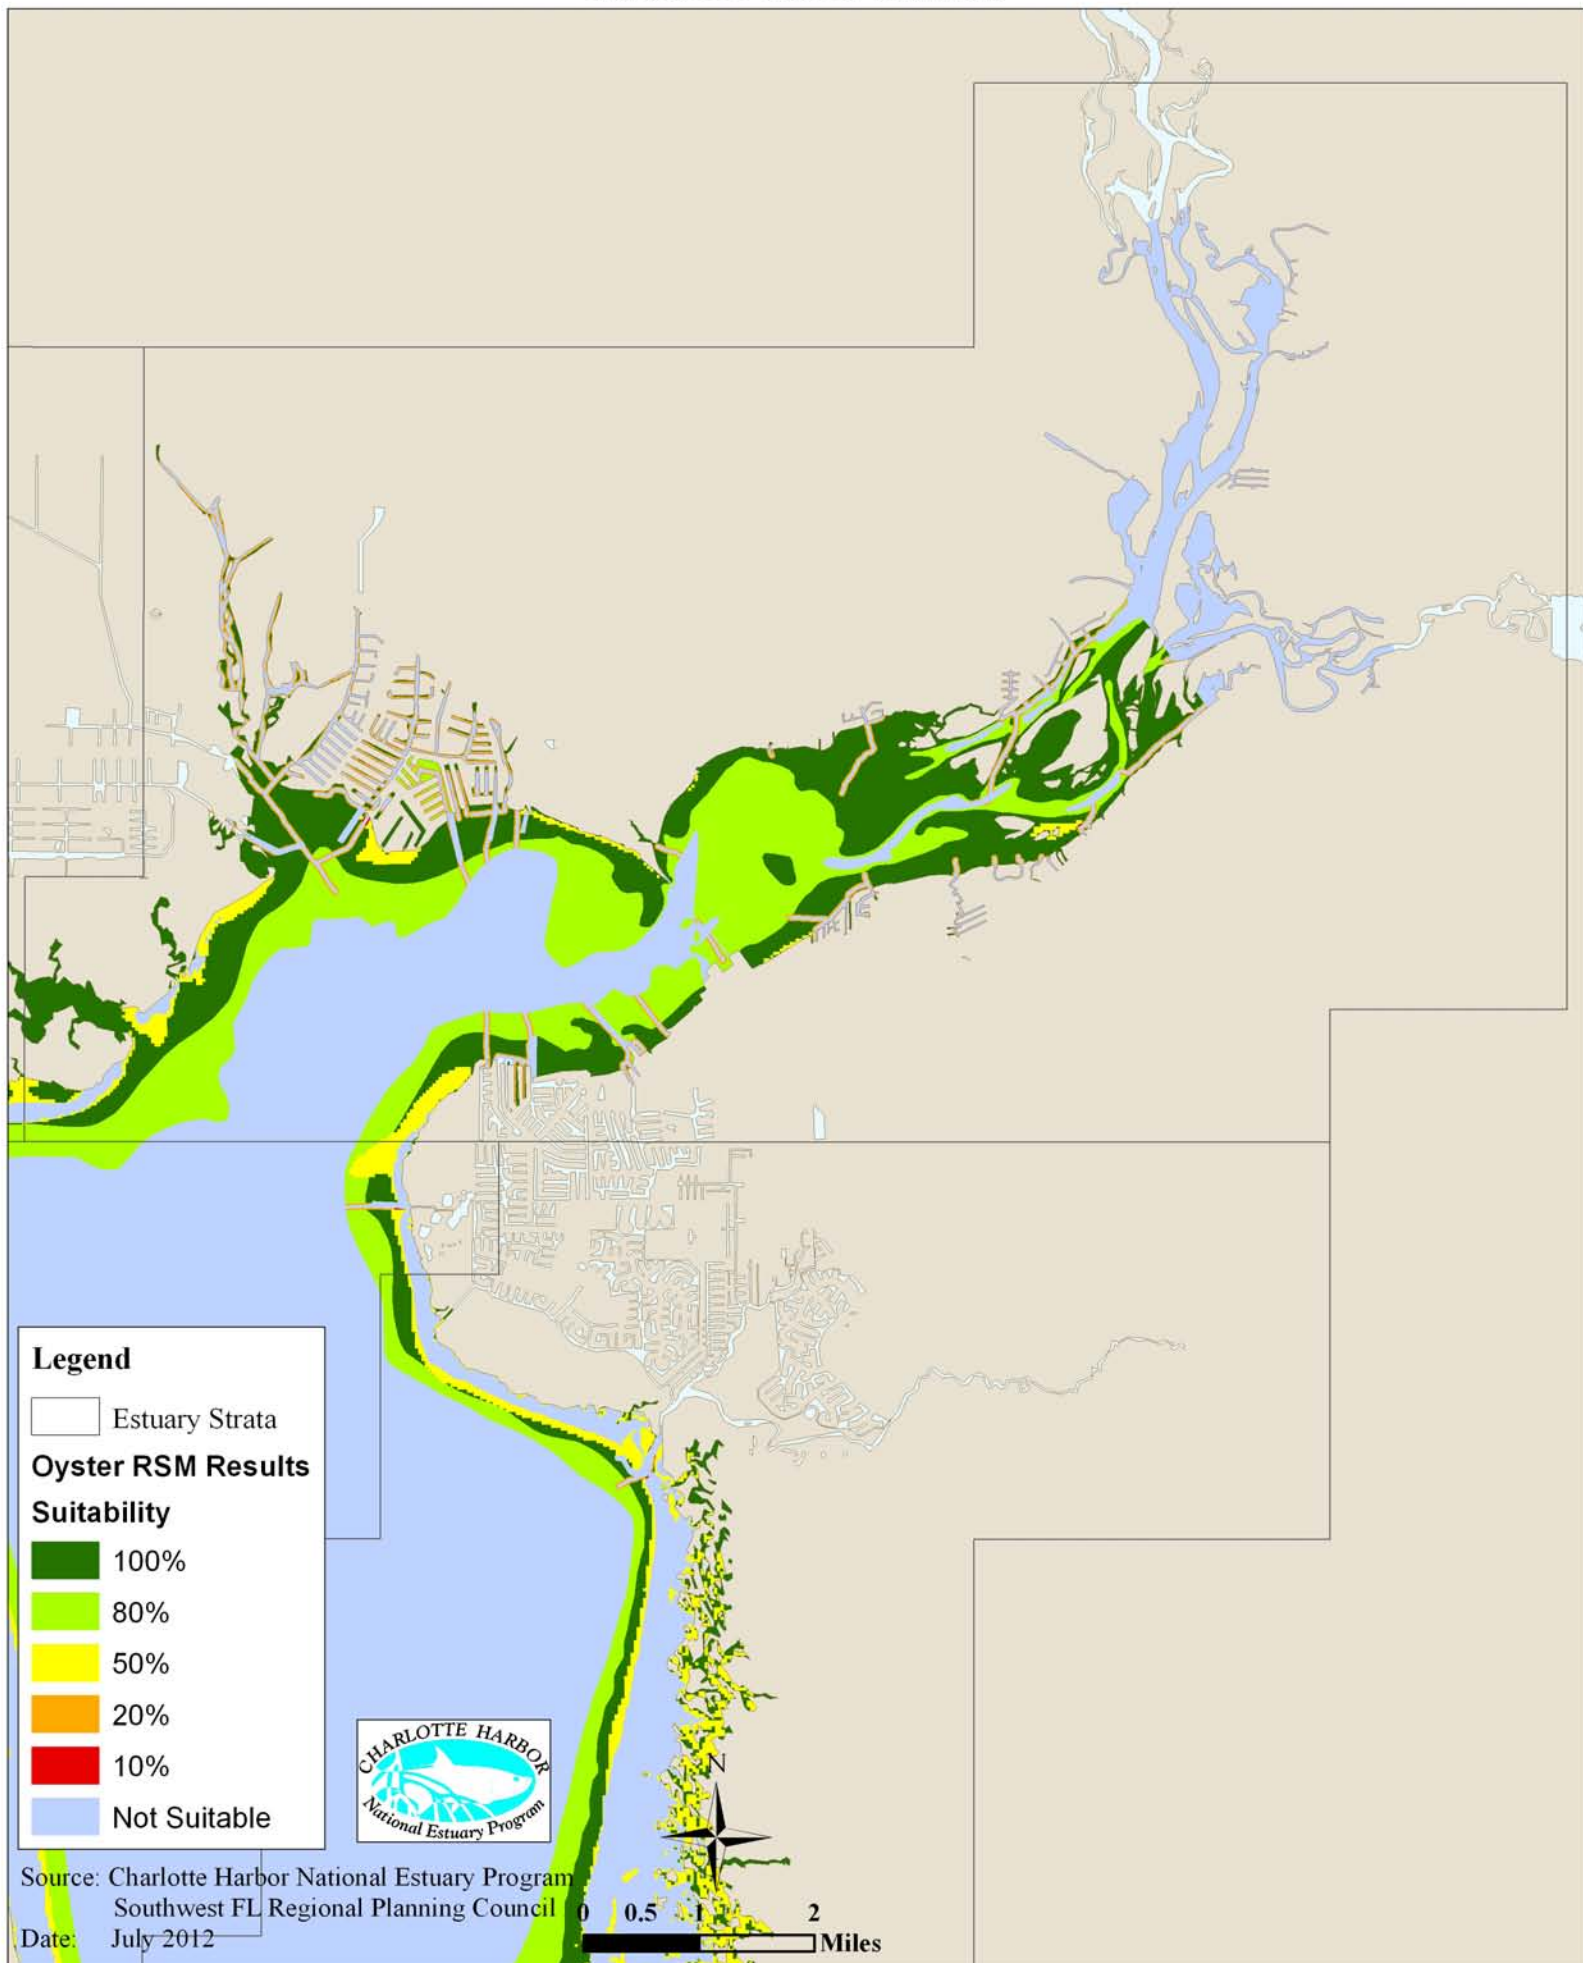 Legend
Estuary Strata
Oyster RSM Results
Suitability
100%
80%
50%
20%
10%
Not Suitable
CHARLOTTE HARBOR
National Estuary Program
N
Source: Charlotte Harbor National Estuary Program
Southwest FL Regional Planning Council
Date: July 2012
0 0.5 1 2
Miles